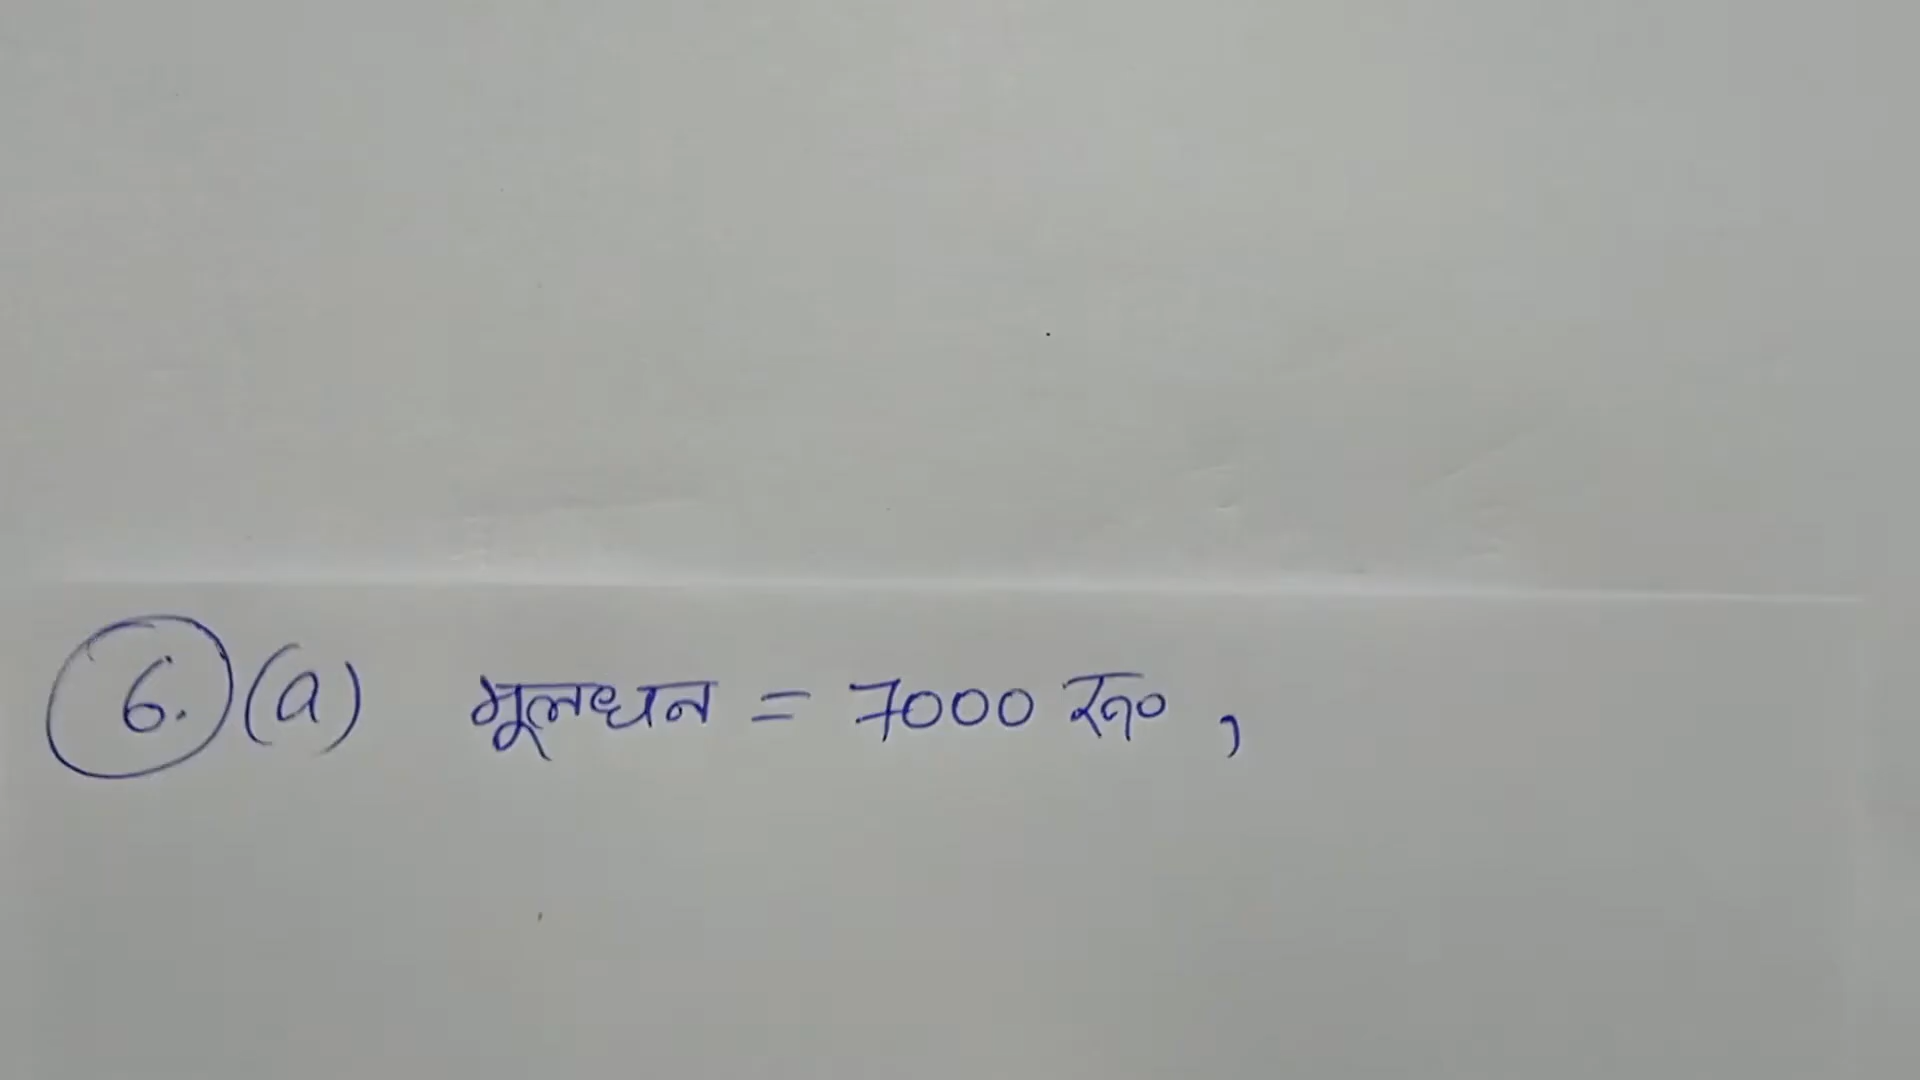 6. (a) मूलधन = 7000 रू० ,